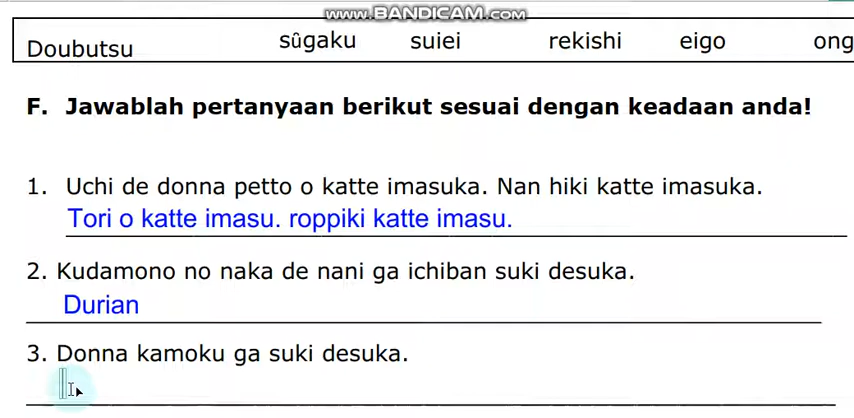 www.BANDICAM.com
Doubutsu sûgaku suiei rekishi eigo ong
F. Jawablah pertanyaan berikut sesuai dengan keadaan anda!
1. Uchi de donna petto o katte imasuka. Nan hiki katte imasuka.
Tori o katte imasu. roppiki katte imasu.
2. Kudamono no naka de nani ga ichiban suki desuka.
Durian
3. Donna kamoku ga suki desuka.